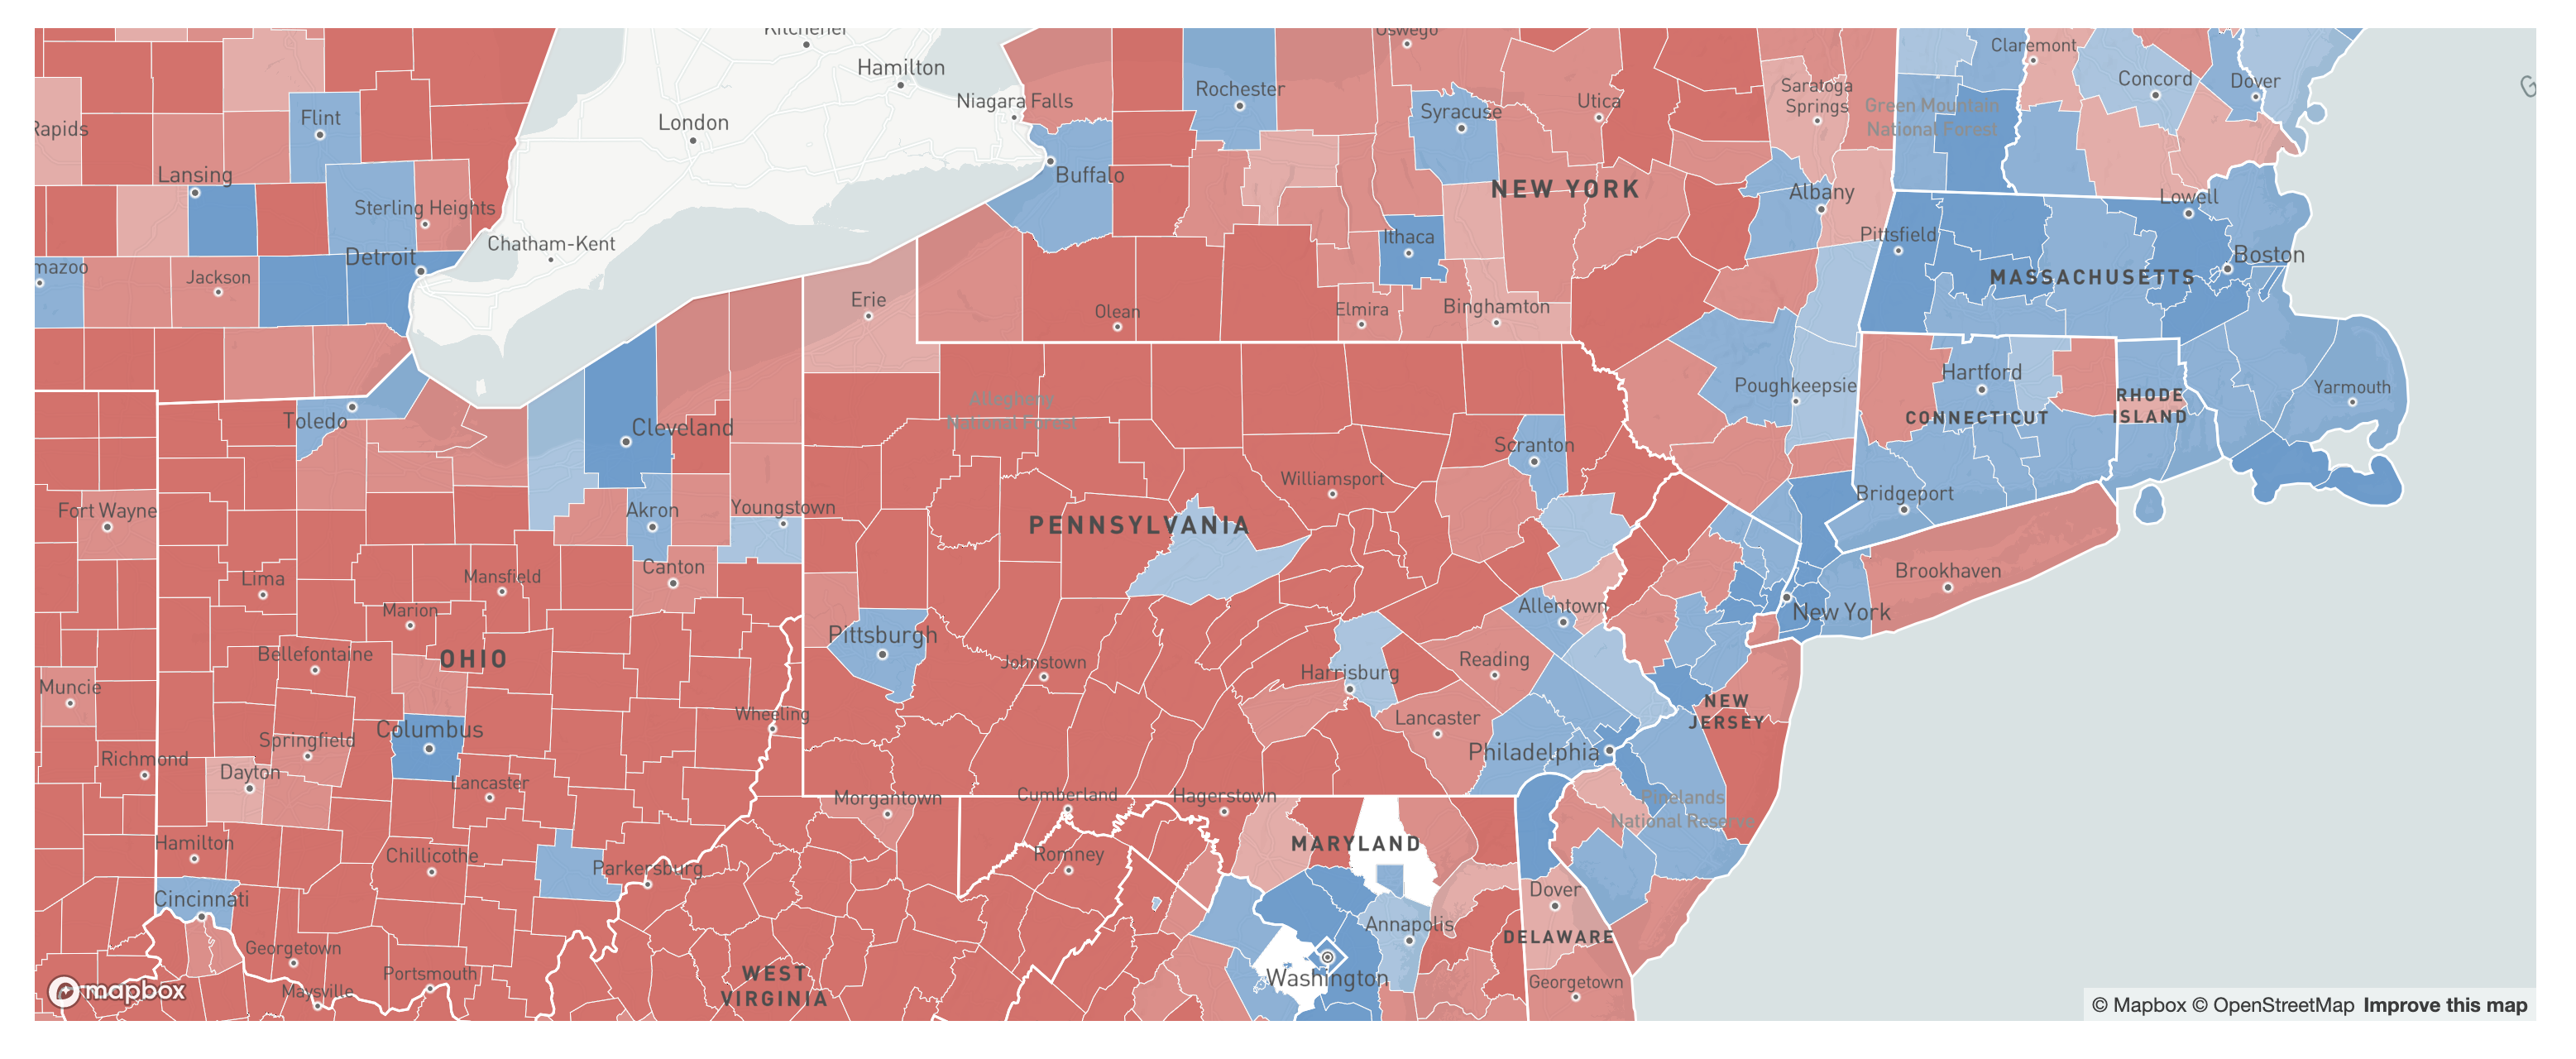 Kitchener
Oswego
Claremont
Hamilton
Concord
Dover
Rochester
Saratoga
Springs
Niagara Falls
Utica
Green Mountain
National Forest
Flint
London
Syracuse
Rapids
Lansing
Buffalo
NEW YORK
Albany
Lowell
Sterling Heights
Chatham-Kent
Ithaca
Pittsfield
Boston
Detroit
mazoo
Jackson
MASSACHUSETTS
Erie
Olean
Elmira
Binghamton
Hartford
Poughkeepsie
Yarmouth
RHODE
ISLAND
CONNECTICUT
Toledo
Allegheny
National Forest
Cleveland
Scranton
Williamsport
Bridgeport
Fort Wayne
Akron
Youngstown
PENNSYLVANIA
Lima
Mansfield
Canton
Brookhaven
Marion
Allentown
New York
Pittsburgh
Bellefontaine
OHIO
Johnstown
Harrisburg
Reading
Muncie
NEW
JERSEY
Wheeling
Columbus
Springfield
Lancaster
Philadelphia
Richmond
Dayton
Lancaster
Morgantown
Cumberland
Hagerstown
Pinelands
National Reserve
Hamilton
Chillicothe
Parkersburg
Romney
MARYLAND
Cincinnati
Dover
Annapolis
DELAWARE
Georgetown
Portsmouth
WEST
VIRGINIA
Washington
Georgetown
mapbox
Maysville
© Mapbox © OpenStreetMap Improve this map